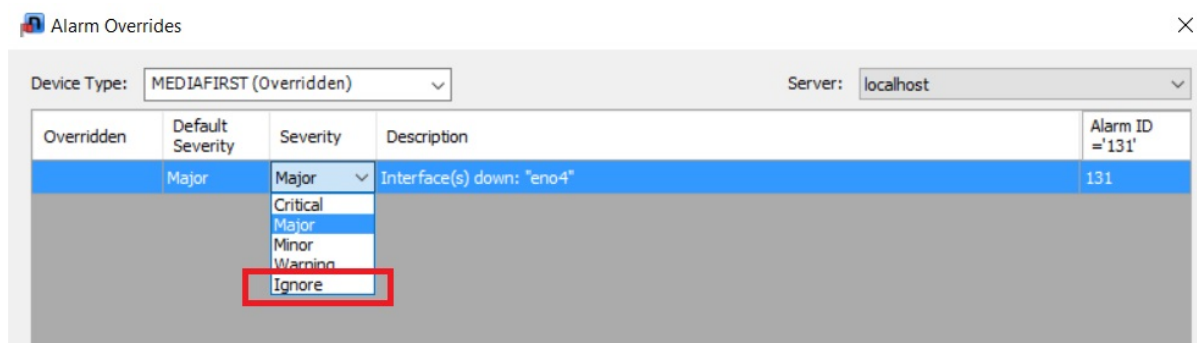 Alarm Overrides
Device Type: MEDIAFIRST (Overridden) Server: localhost
Overridden Default Severity Severity Description Alarm ID ='131'
Major Major Interface(s) down: "eno4" 131
Critical
Major
Minor
Warning
Ignore